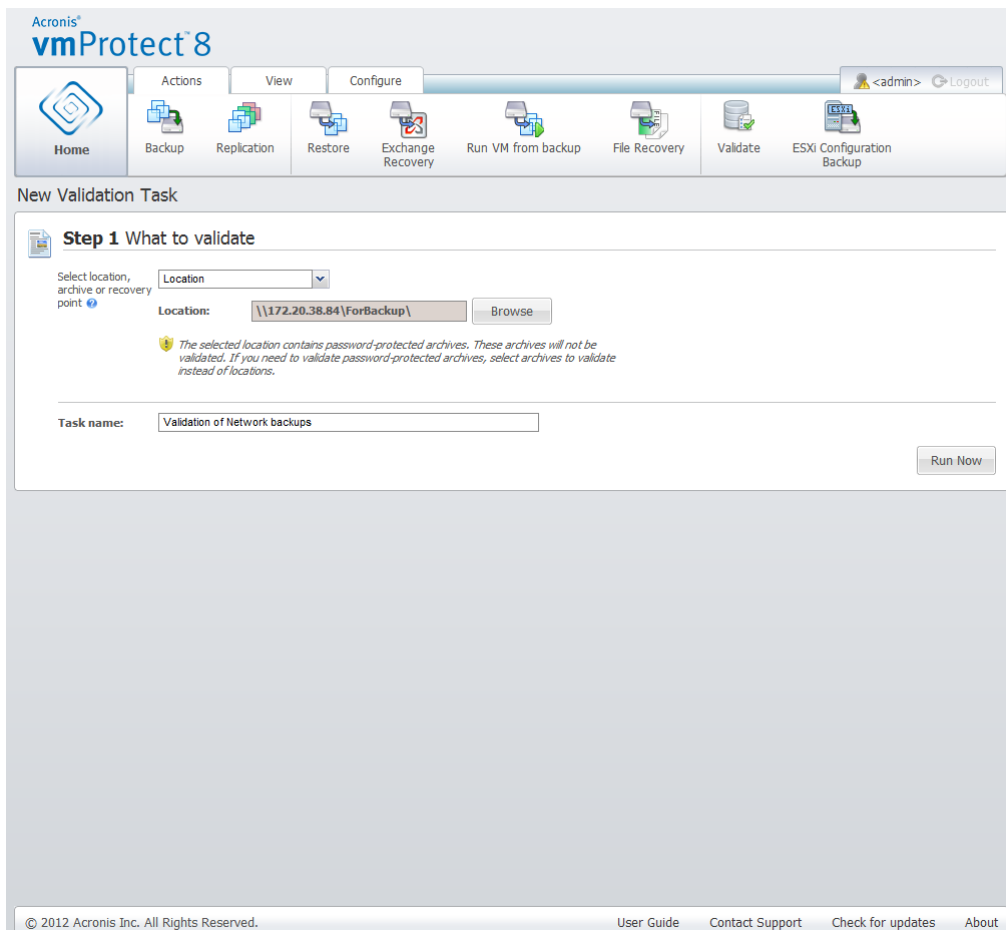 Acronis®
vmProtect™8
Actions View Configure
<admin> Logout
Home
Backup
Replication
Restore
Exchange
Recovery
Run VM from backup
File Recovery
Validate
ESXi Configuration
Backup
New Validation Task
Step 1 What to validate
Select location,
archive or recovery
point ?
Location
Location: \\172.20.38.84\ForBackup\ Browse
The selected location contains password-protected archives. These archives will not be
validated. If you need to validate password-protected archives, select archives to validate
instead of locations.
Task name: Validation of Network backups
Run Now
© 2012 Acronis Inc. All Rights Reserved. User Guide Contact Support Check for updates About